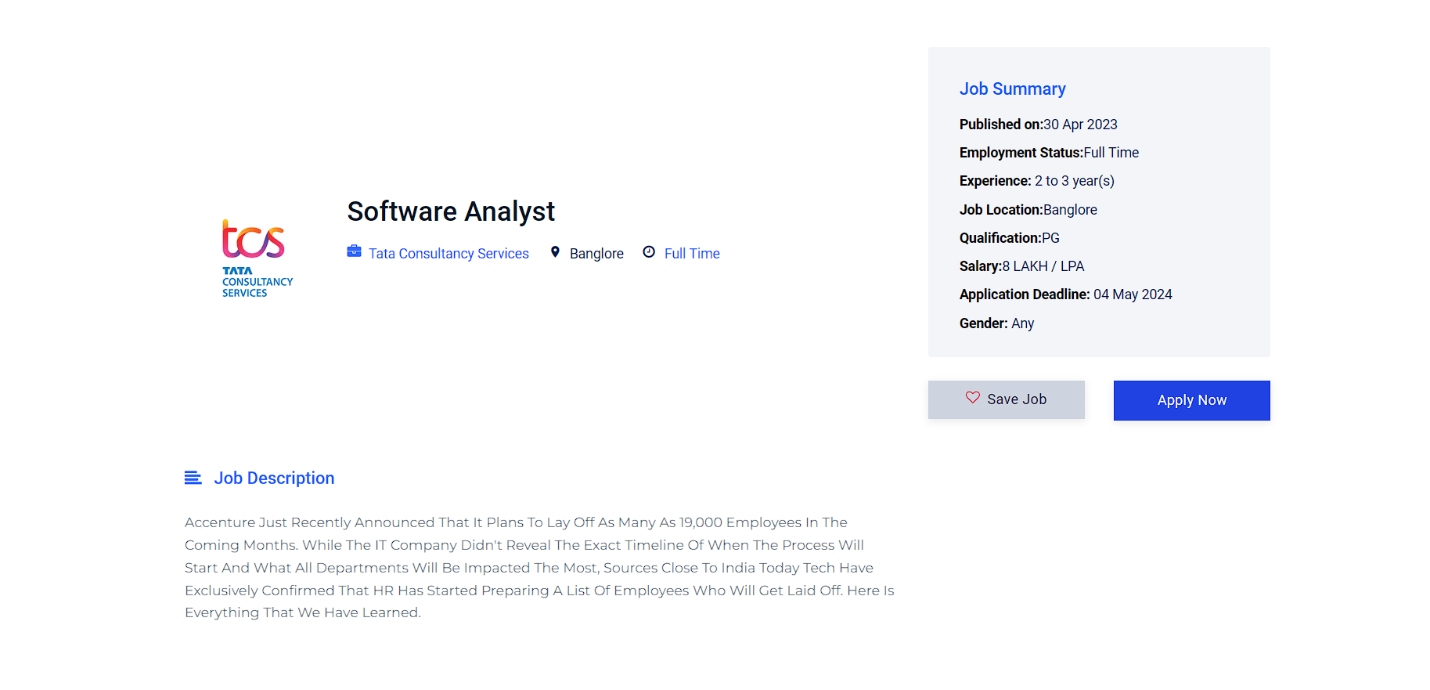 tcs
TATA
CONSULTANCY
SERVICES
Software Analyst
Tata Consultancy Services Banglore Full Time
Job Summary
Published on:30 Apr 2023
Employment Status:Full Time
Experience: 2 to 3 year(s)
Job Location:Banglore
Qualification:PG
Salary:8 LAKH / LPA
Application Deadline: 04 May 2024
Gender: Any
Save Job
Apply Now
Job Description
Accenture Just Recently Announced That It Plans To Lay Off As Many As 19,000 Employees In The
Coming Months. While The IT Company Didn't Reveal The Exact Timeline Of When The Process Will
Start And What All Departments Will Be Impacted The Most, Sources Close To India Today Tech Have
Exclusively Confirmed That HR Has Started Preparing A List Of Employees Who Will Get Laid Off. Here Is
Everything That We Have Learned.